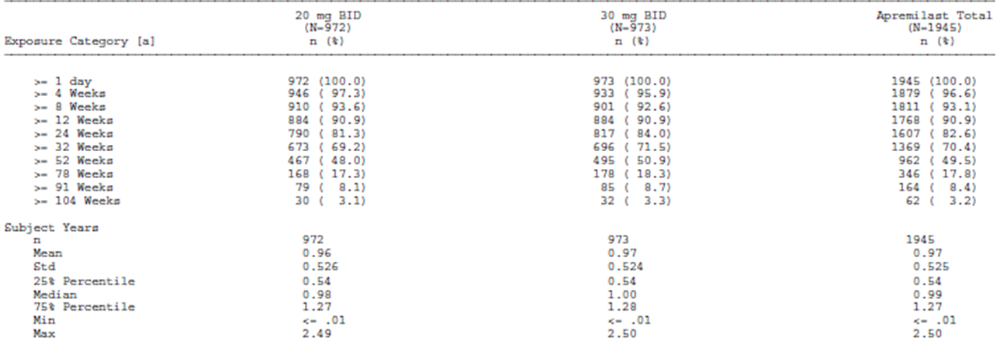 20 mg BID 30 mg BID Apremilast Total
(N=972) (N=973) (N=1945)
Exposure Category [a] n (%) n (%) n (%)
>= 1 day 972 (100.0) 973 (100.0) 1945 (100.0)
>= 4 Weeks 946 ( 97.3) 933 ( 95.9) 1879 ( 96.6)
>= 8 Weeks 910 ( 93.6) 901 ( 92.6) 1811 ( 93.1)
>= 12 Weeks 884 ( 90.9) 884 ( 90.9) 1768 ( 90.9)
>= 24 Weeks 790 ( 81.3) 817 ( 84.0) 1607 ( 82.6)
>= 32 Weeks 673 ( 69.2) 696 ( 71.5) 1369 ( 70.4)
>= 52 Weeks 467 ( 48.0) 495 ( 50.9) 962 ( 49.5)
>= 78 Weeks 168 ( 17.3) 178 ( 18.3) 346 ( 17.8)
>= 91 Weeks 79 ( 8.1) 85 ( 8.7) 164 ( 8.4)
>= 104 Weeks 30 ( 3.1) 32 ( 3.3) 62 ( 3.2)
Subject Years
n 972 973 1945
Mean 0.96 0.97 0.97
Std 0.526 0.524 0.525
25% Percentile 0.54 0.54 0.54
Median 0.98 1.00 0.99
75% Percentile 1.27 1.28 1.27
Min <= .01 <= .01 <= .01
Max 2.49 2.50 2.50